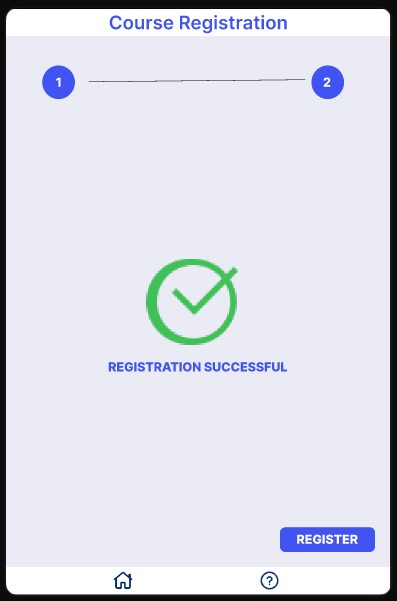 Course Registration
1
2
REGISTRATION SUCCESSFUL
REGISTER
?